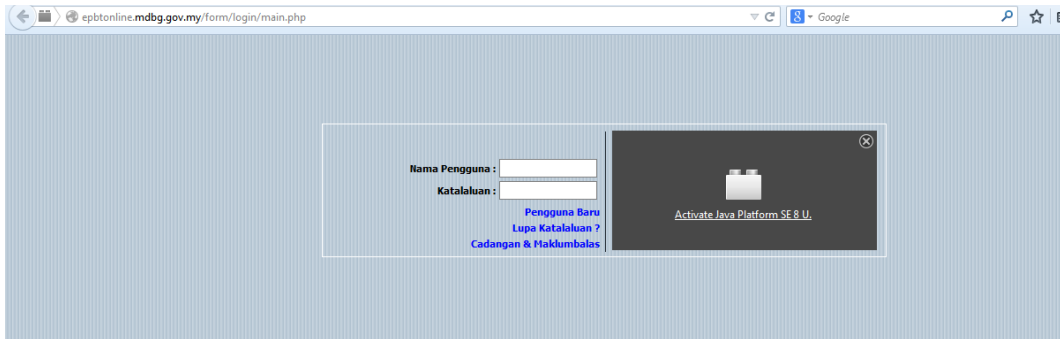 epbtonline.mdbg.gov.my/form/login/main.php
8 Google
Nama Pengguna :
Katalaluan :
Pengguna Baru
Lupa Katalaluan ?
Cadangan & Maklumbalas
Activate Java Platform SE 8 U.